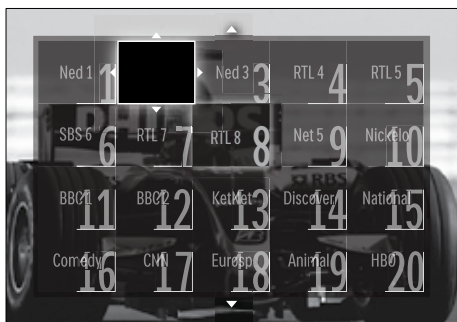 Ned 1 1 Ned 3 3 RTL 4 4 RTL 5 5
SBS 6 6 RTL 7 7 RTL 8 8 Net 5 9 Nickelo 10
RBS
BBC1 11 BBC2 12 KetNet 13 Discover 14 National 15
Comedy 16 CNN 17 Eurospo 18 Animal 19 HBO 20